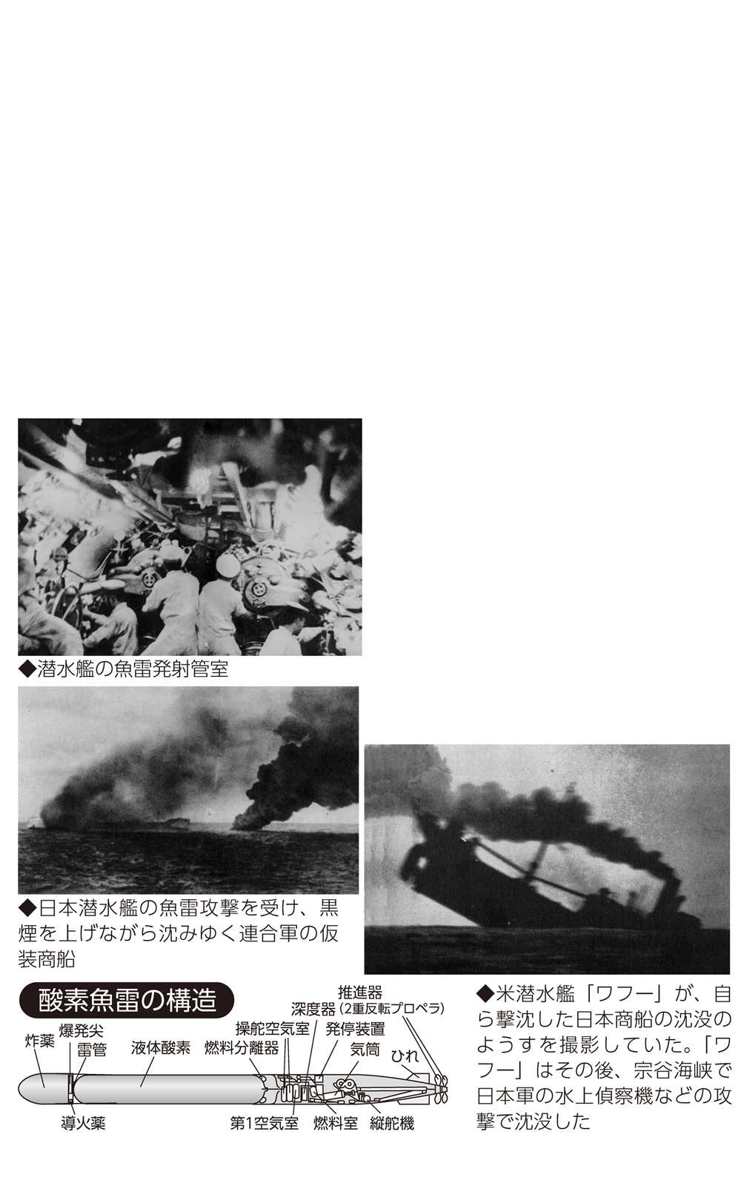 ◆潜水艦の魚雷発射管室
◆日本潜水艦の魚雷攻撃を受け、黒
煙を上げながら沈みゆく連合軍の仮
装商船
◆米潜水艦「ワフー」が、自
ら撃沈した日本商船の沈没の
ようすを撮影していた。「ワ
フー」はその後、宗谷海峡で
日本軍の水上偵察機などの攻
撃で沈没した
酸素魚雷の構造
推進器
深度器(2重反転プロペラ)
操舵空気室 発停装置
爆発尖
炸薬 雷管 液体酸素 燃料分離器 気筒 ひれ
導火薬 第1空気室 燃料室 縦舵機